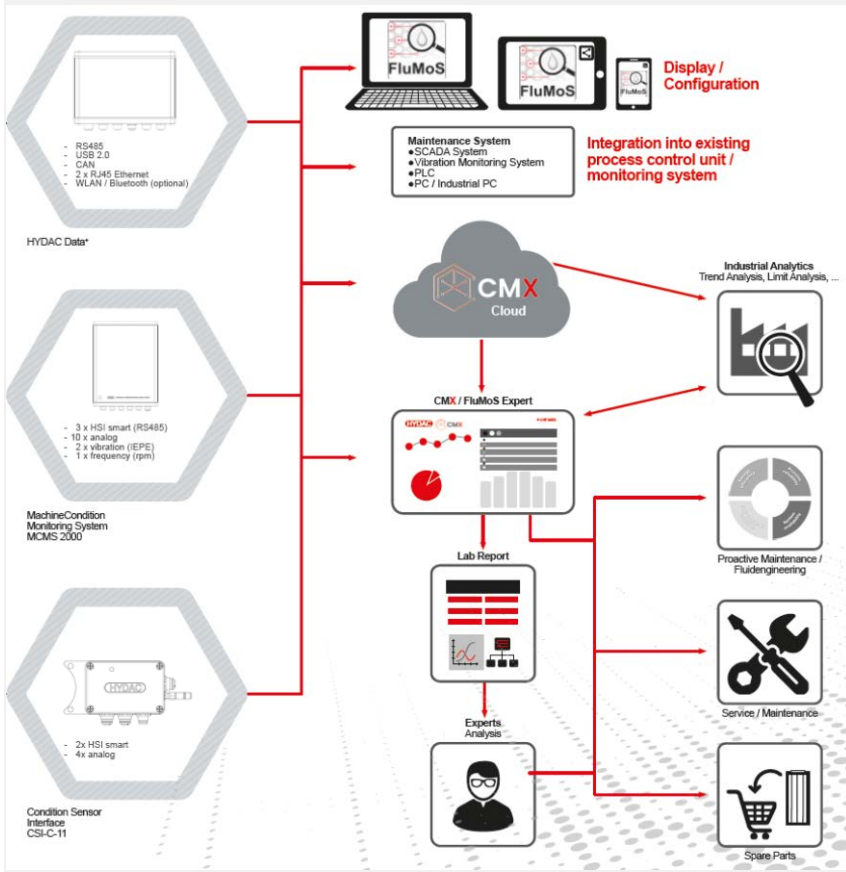 - RS485
- USB 2.0
- CAN
- 2 x RJ45 Ethernet
- WLAN / Bluetooth (optional)
HYDAC Data*
- 3 x HSI smart (RS485)
- 10 x analog
- 2 x vibration (IEPE)
- 1 x frequency (rpm)
MachineCondition
Monitoring System
MCMS 2000
HYDAC
- 2x HSI smart
- 4x analog
Condition Sensor
Interface
CSI-C-11
FluMoS
FluMoS
FluMoS
Display /
Configuration
Maintenance System
●SCADA System
●Vibration Monitoring System
●PLC
●PC / Industrial PC
Integration into existing
process control unit /
monitoring system
CMX
Cloud
Industrial Analytics
Trend Analysis, Limit Analysis, ...
CMX / FluMoS Expert
HYDAC CMX
Lab Report
Experts
Analysis
Proactive Maintenance /
Fluidengineering
Service / Maintenance
Spare Parts